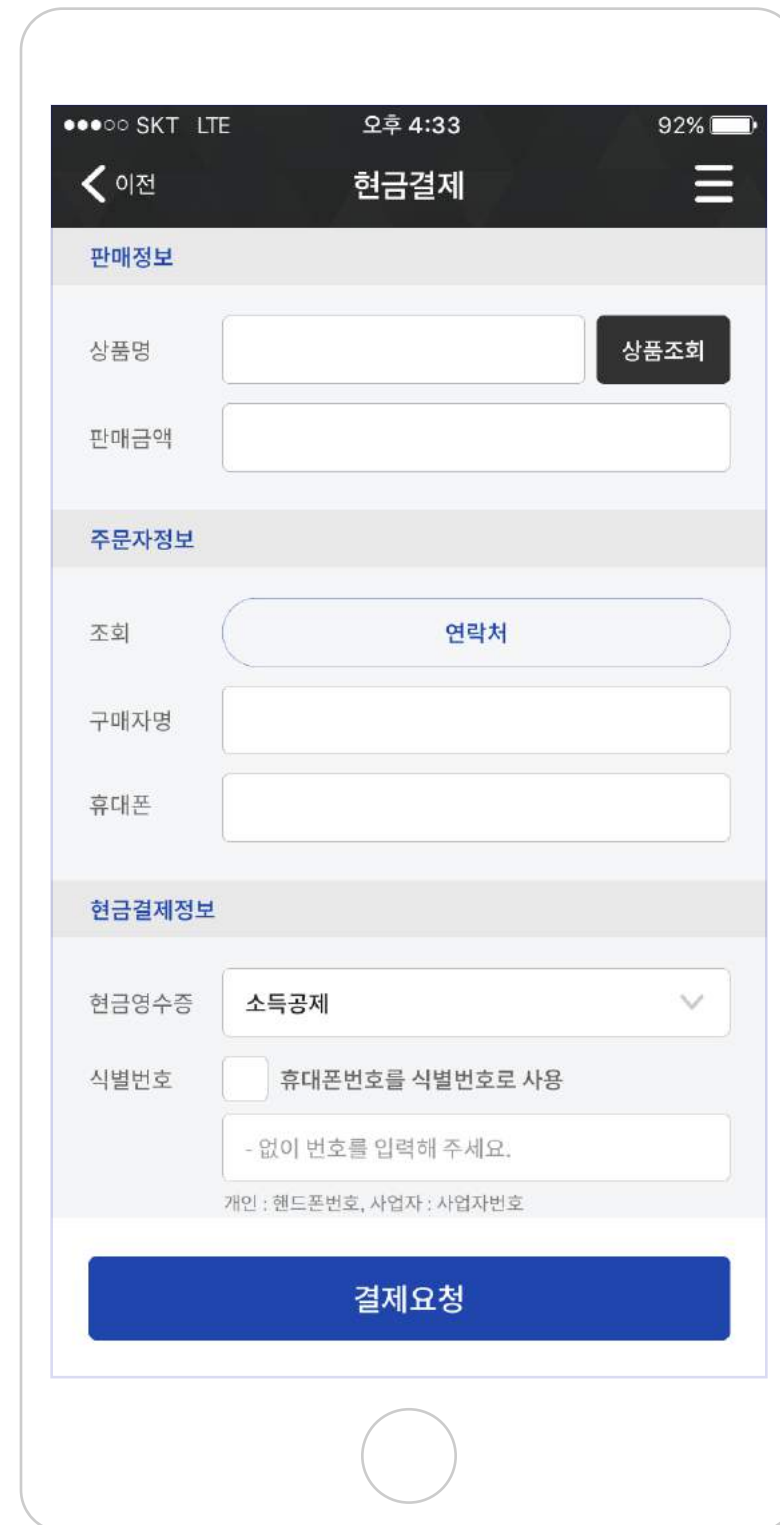 SKT LTE 오후 4:33 92%
이전 현금결제
판매정보
상품명 상품조회
판매금액
주문자정보
조회 연락처
구매자명
휴대폰
현금결제정보
현금영수증 소득공제
식별번호 휴대폰번호를 식별번호로 사용
- 없이 번호를 입력해 주세요.
개인 : 핸드폰번호, 사업자 : 사업자번호
결제요청